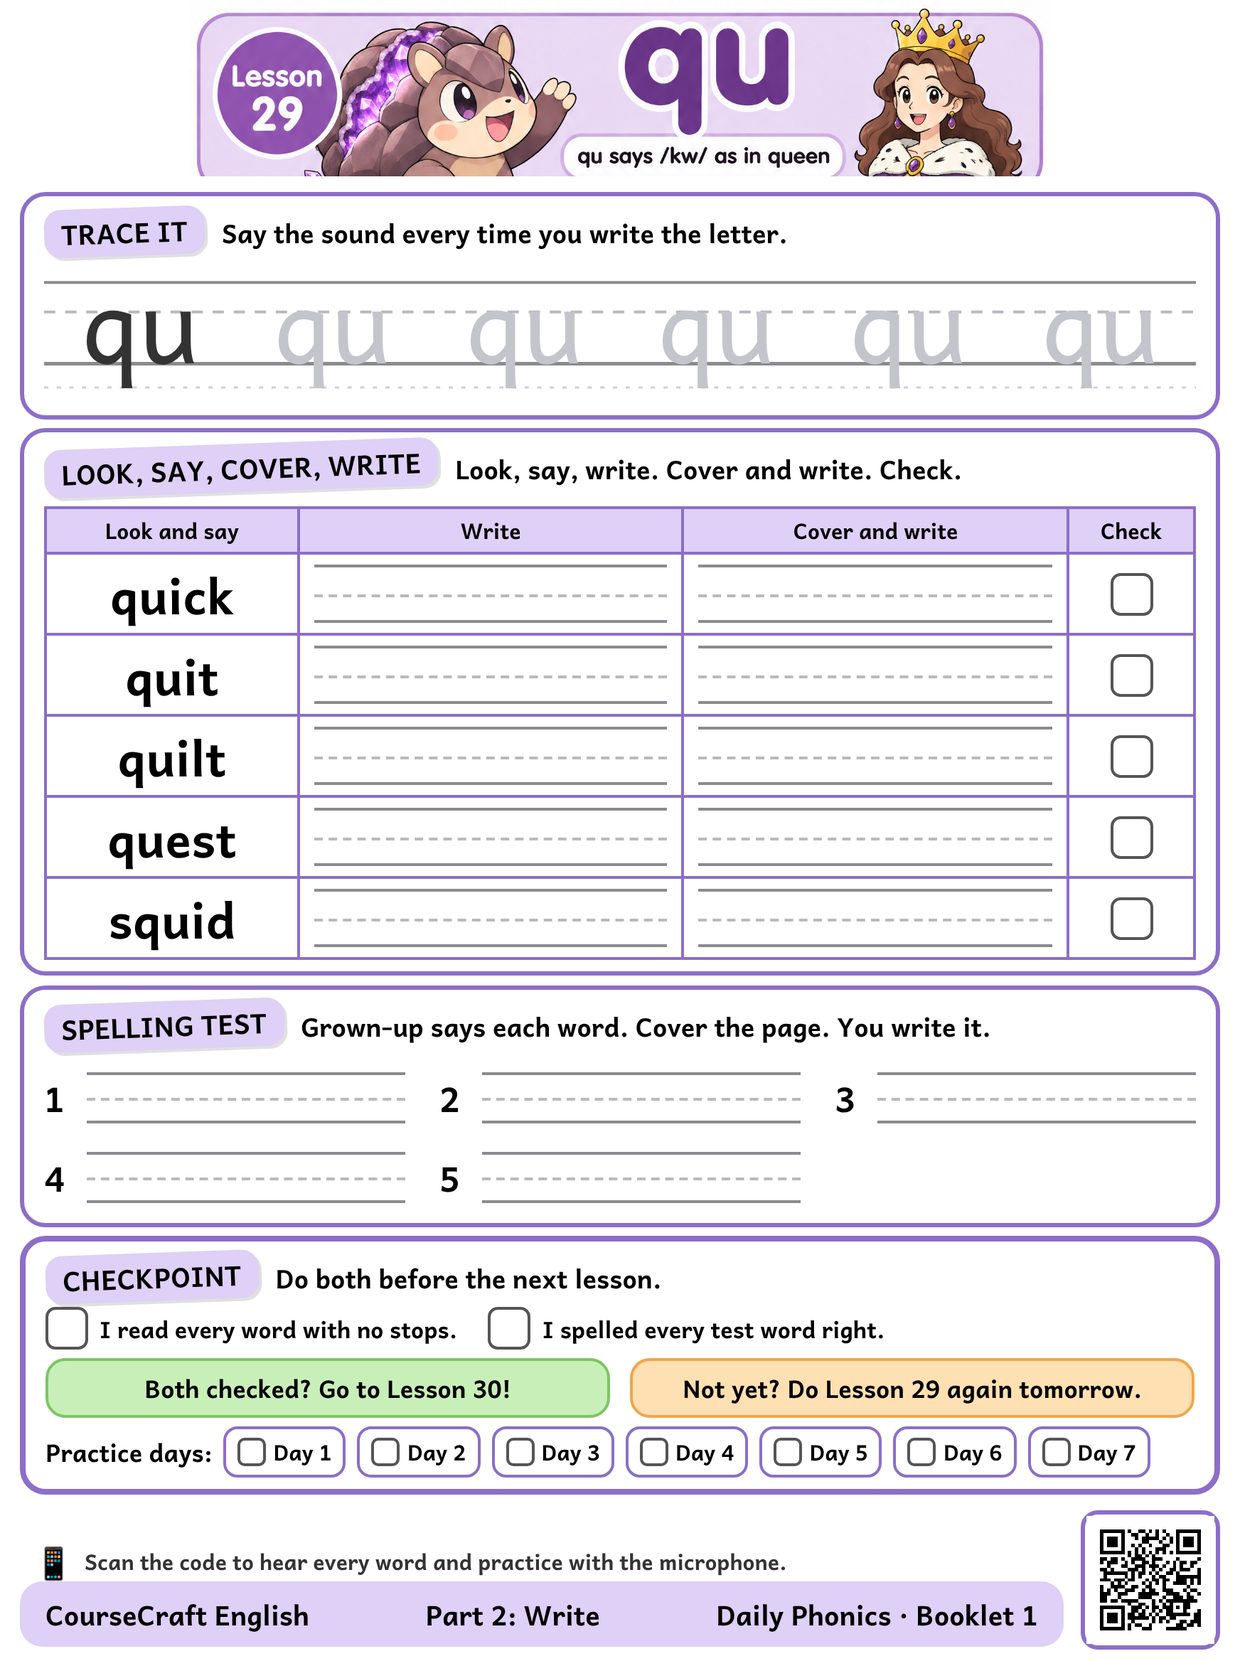 Lesson
29
qu
qu says /kw/ as in queen
TRACE IT Say the sound every time you write the letter.
qu qu qu qu qu qu
LOOK, SAY, COVER, WRITE Look, say, write. Cover and write. Check.
Look and say Write Cover and write Check
quick
quit
quilt
quest
squid
SPELLING TEST Grown-up says each word. Cover the page. You write it.
1 2 3
4 5
CHECKPOINT Do both before the next lesson.
I read every word with no stops. I spelled every test word right.
Both checked? Go to Lesson 30! Not yet? Do Lesson 29 again tomorrow.
Practice days: Day 1 Day 2 Day 3 Day 4 Day 5 Day 6 Day 7
Scan the code to hear every word and practice with the microphone.
CourseCraft English Part 2: Write Daily Phonics · Booklet 1